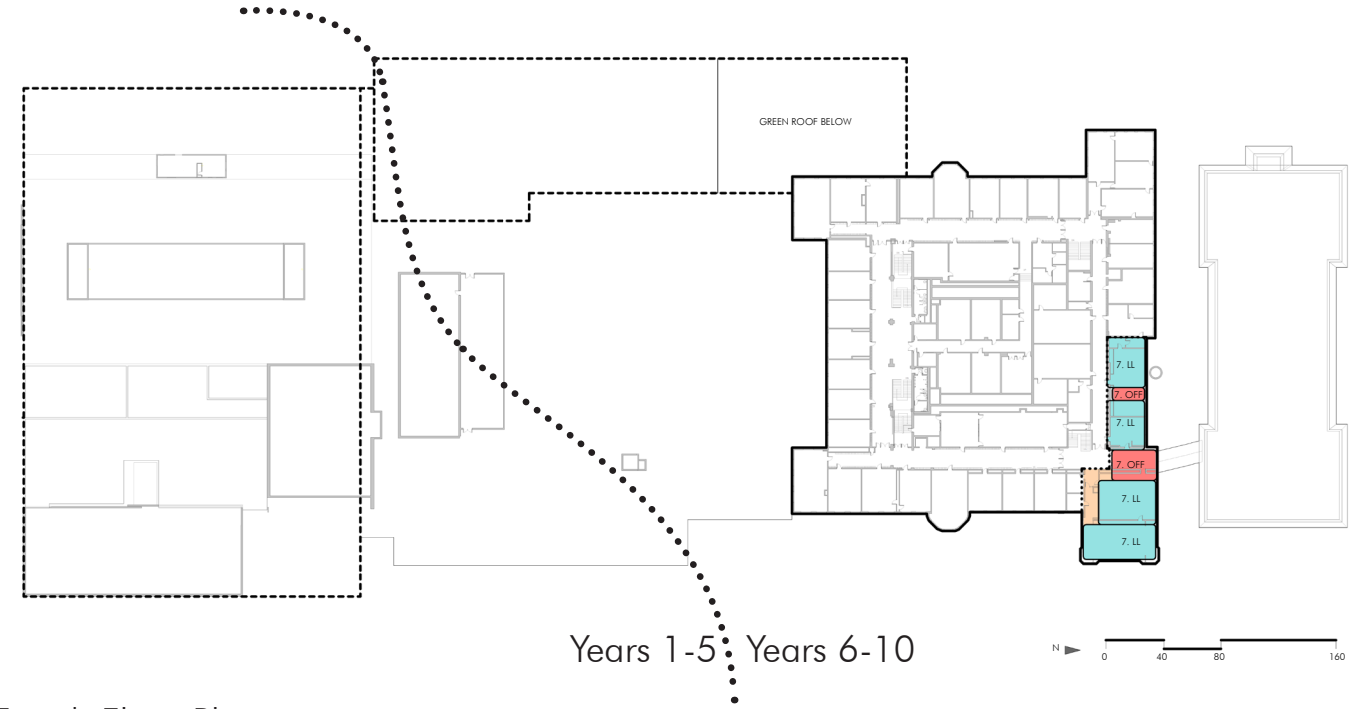 GREEN ROOF BELOW
7. LL
7. OFF
7. LL
7. OFF
7. LL
7. LL
Years 1-5 Years 6-10
N
0 40 80 160